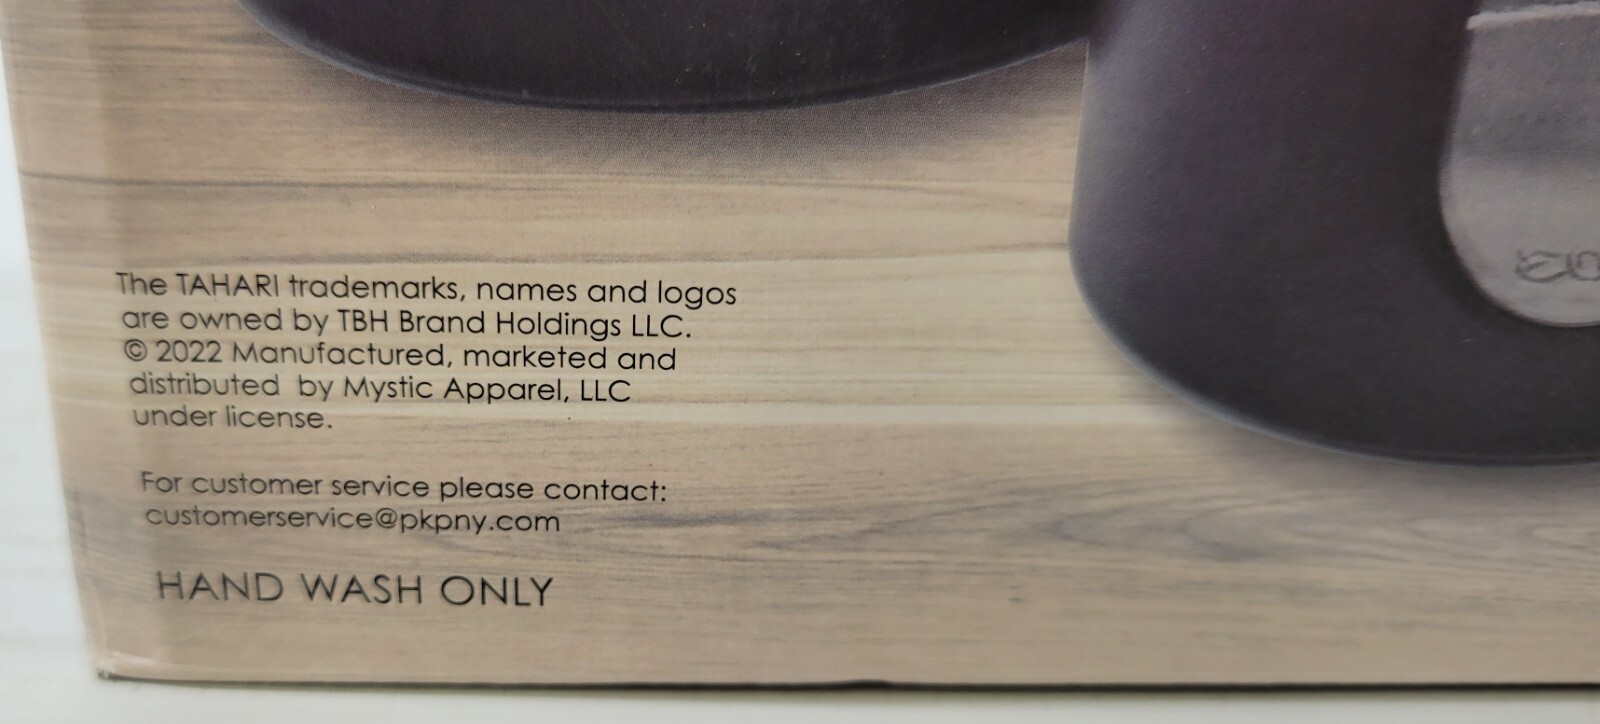 The TAHARI trademarks, names and logos
are owned by TBH Brand Holdings LLC.
© 2022 Manufactured, marketed and
distributed by Mystic Apparel, LLC
under license.
For customer service please contact:
customerservice@pkpny.com
HAND WASH ONLY